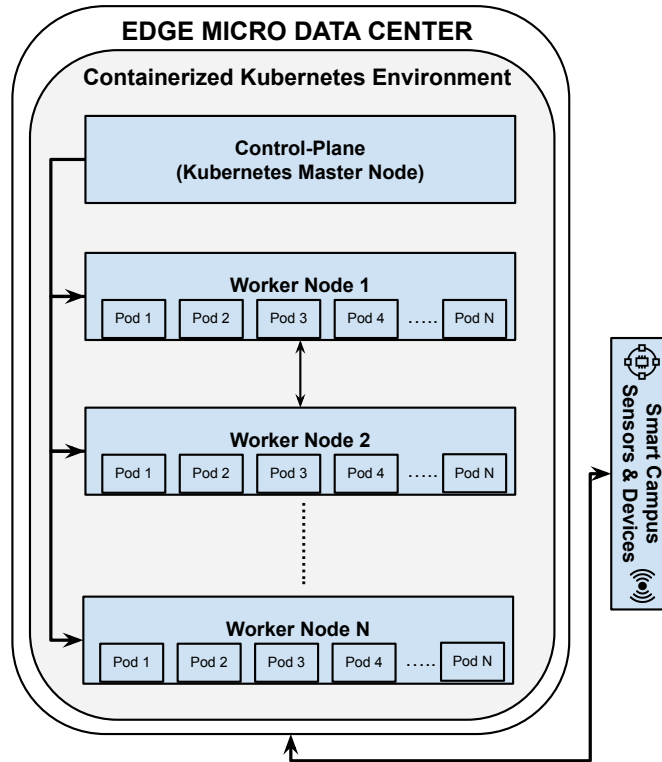 EDGE MICRO DATA CENTER
Containerized Kubernetes Environment
Control-Plane
(Kubernetes Master Node)
Worker Node 1
Pod 1 Pod 2 Pod 3 Pod 4 ..... Pod N
Worker Node 2
Pod 1 Pod 2 Pod 3 Pod 4 ..... Pod N
Worker Node N
Pod 1 Pod 2 Pod 3 Pod 4 ..... Pod N
Smart Campus
Sensors & Devices